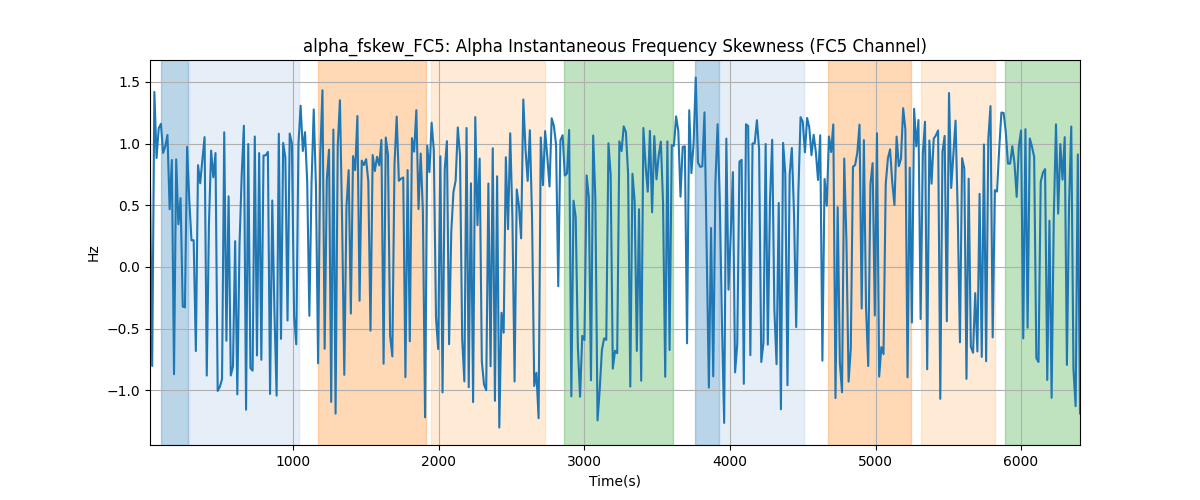 alpha_fskew_FC5: Alpha Instantaneous Frequency Skewness (FC5 Channel)
1.5
1.0
0.5
0.0
−0.5
−1.0
Hz
1000 2000 3000 4000 5000 6000
Time(s)